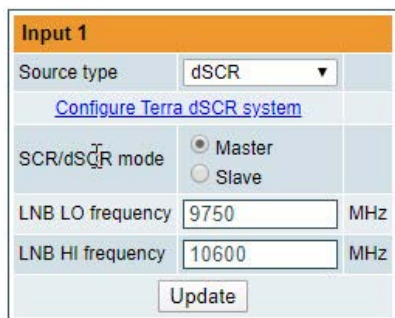 Input 1
Source type dSCR
Configure Terra dSCR system
SCR/dSCR mode Master
Slave
LNB LO frequency 9750 MHz
LNB HI frequency 10600 MHz
Update